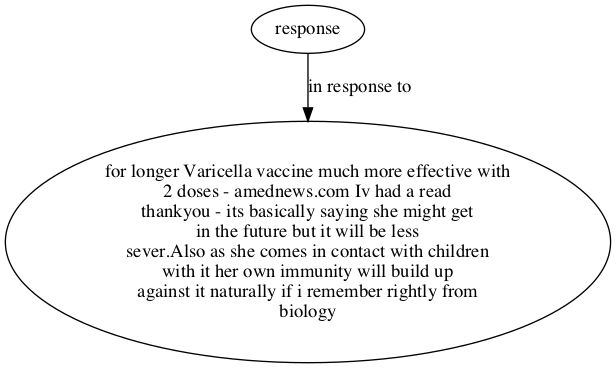 response
in response to
for longer Varicella vaccine much more effective with
2 doses - amednews.com Iv had a read
thankyou - its basically saying she might get
in the future but it will be less
sever.Also as she comes in contact with children
with it her own immunity will build up
against it naturally if i remember rightly from
biology